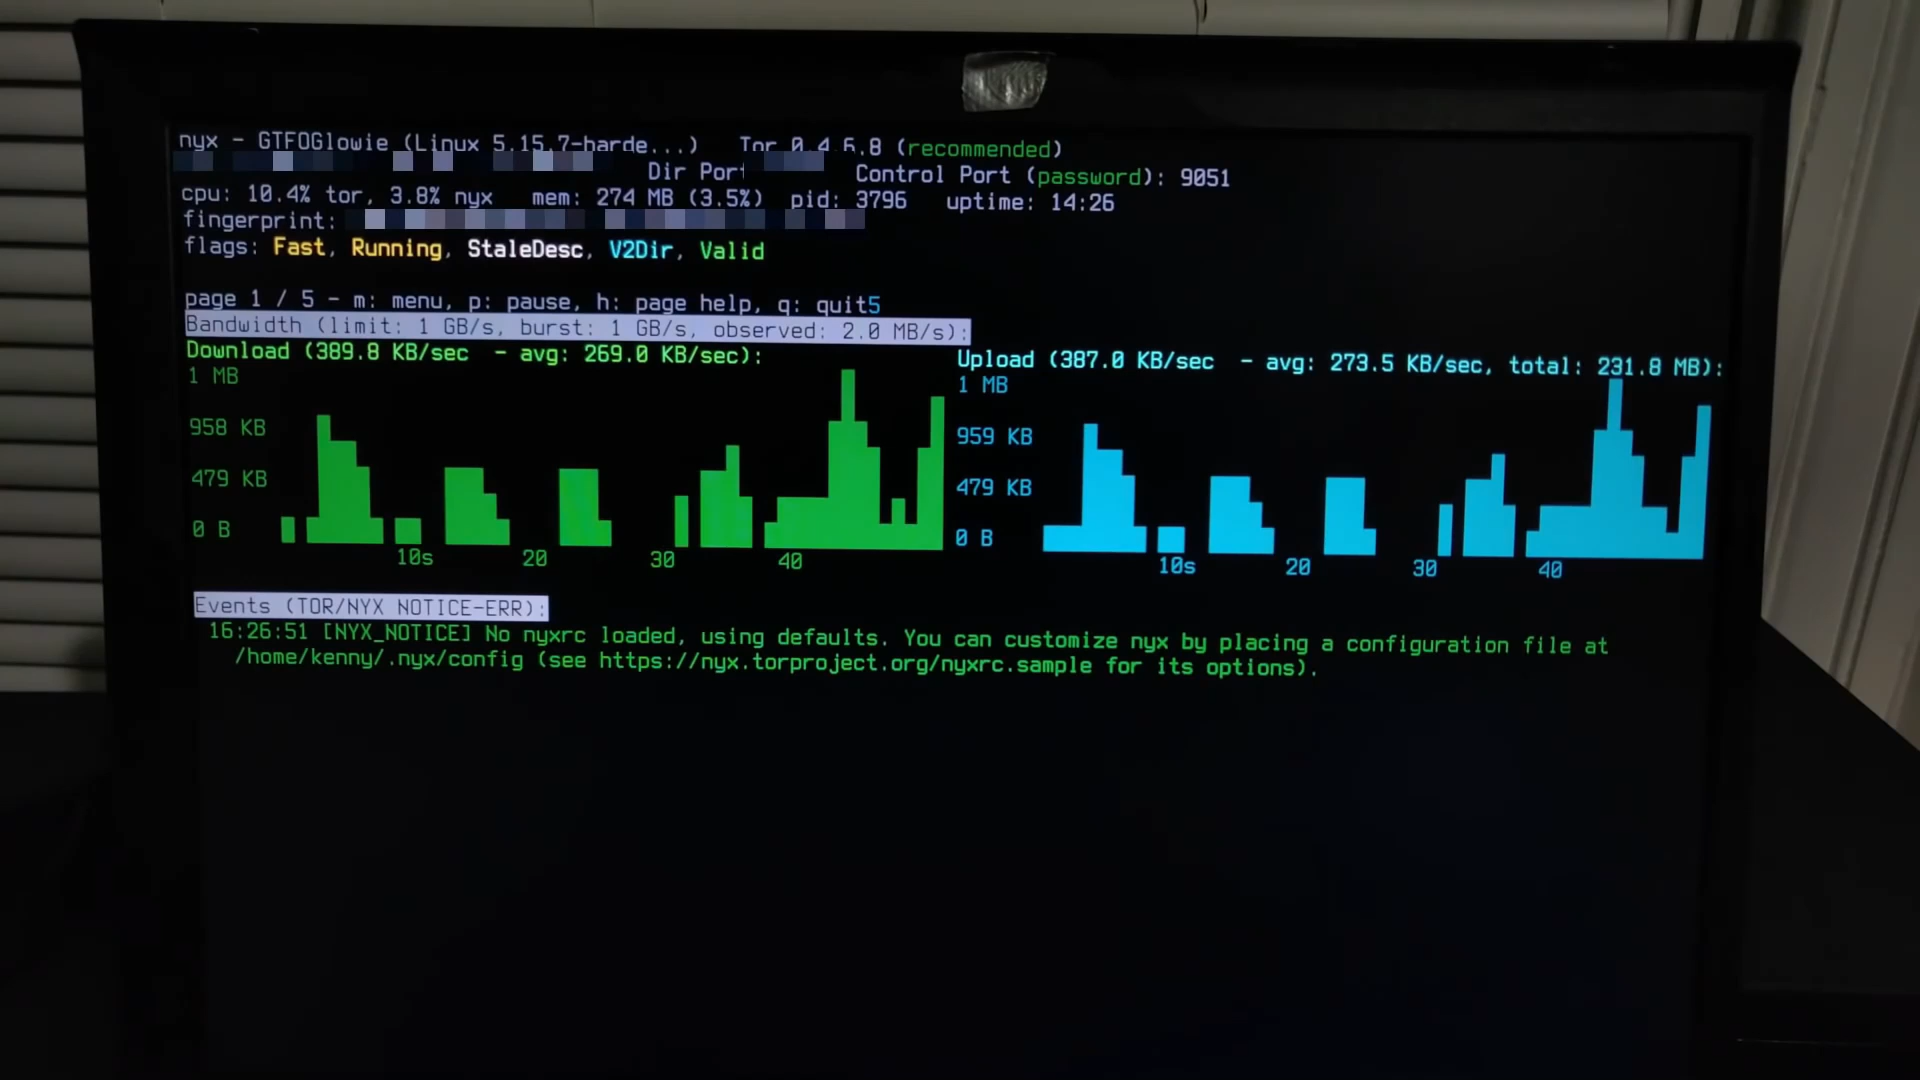 nyx - GTFOGlowie (Linux 5.15.7-harde...) Tor 0.4.6.8 (recommended)
Dir Port Control Port (password): 9051
cpu: 10.4% tor, 3.8% nyx mem: 274 MB (3.5%) pid: 3796 uptime: 14:26
fingerprint:
flags: Fast, Running, StaleDesc, V2Dir, Valid
page 1 / 5 - m: menu, p: pause, h: page help, q: quit5
Bandwidth (limit: 1 GB/s, burst: 1 GB/s, observed: 2.0 MB/s):
Download (389.8 KB/sec - avg: 269.0 KB/sec): Upload (387.0 KB/sec - avg: 273.5 KB/sec, total: 231.8 MB):
1 MB 1 MB
958 KB 959 KB
479 KB 479 KB
0 B 0 B
10s 20 30 40 10s 20 30 40
Events (TOR/NYX NOTICE-ERR):
16:26:51 [NYX_NOTICE] No nyxrc loaded, using defaults. You can customize nyx by placing a configuration file at
/home/kenny/.nyx/config (see https://nyx.torproject.org/nyxrc.sample for its options).